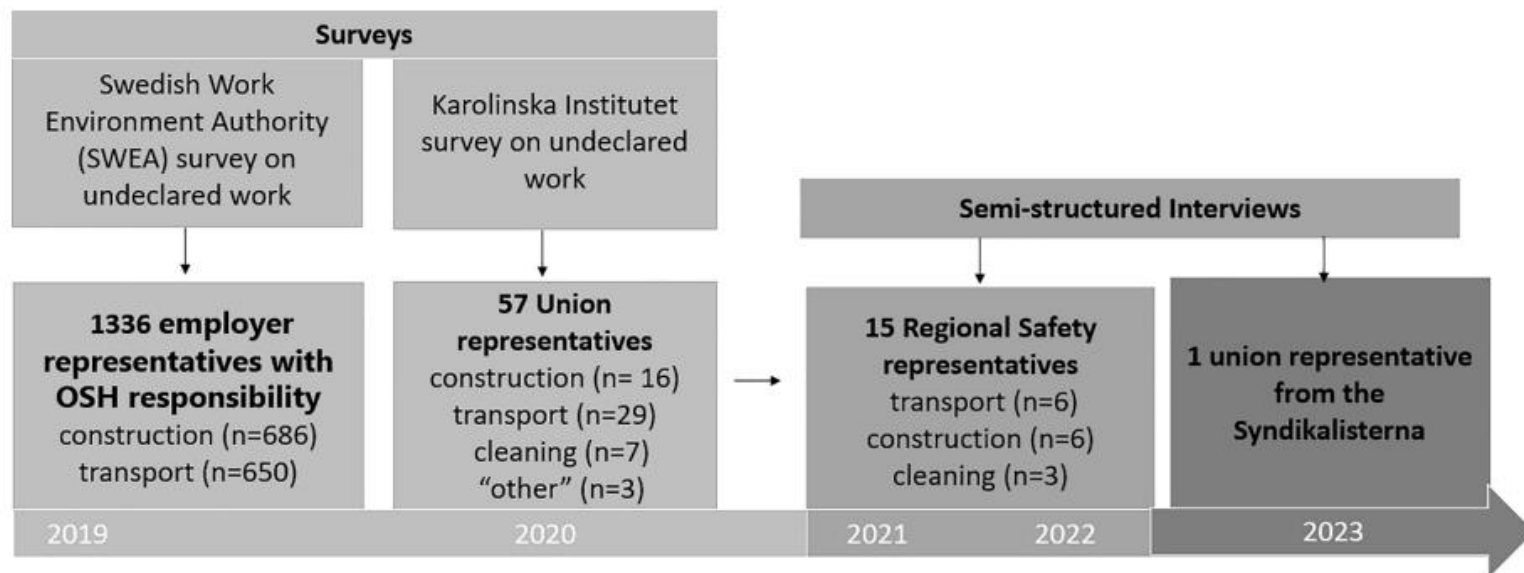 Surveys
Swedish Work
Environment Authority
(SWEA) survey on
undeclared work
Karolinska Institutet
survey on undeclared
work
Semi-structured Interviews
1336 employer
representatives with
OSH responsibility
construction (n=686)
transport (n=650)
57 Union
representatives
construction (n= 16)
transport (n=29)
cleaning (n=7)
“other” (n=3)
15 Regional Safety
representatives
transport (n=6)
construction (n=6)
cleaning (n=3)
1 union representative
from the
Syndikalisterna
2019
2020
2021
2022
2023